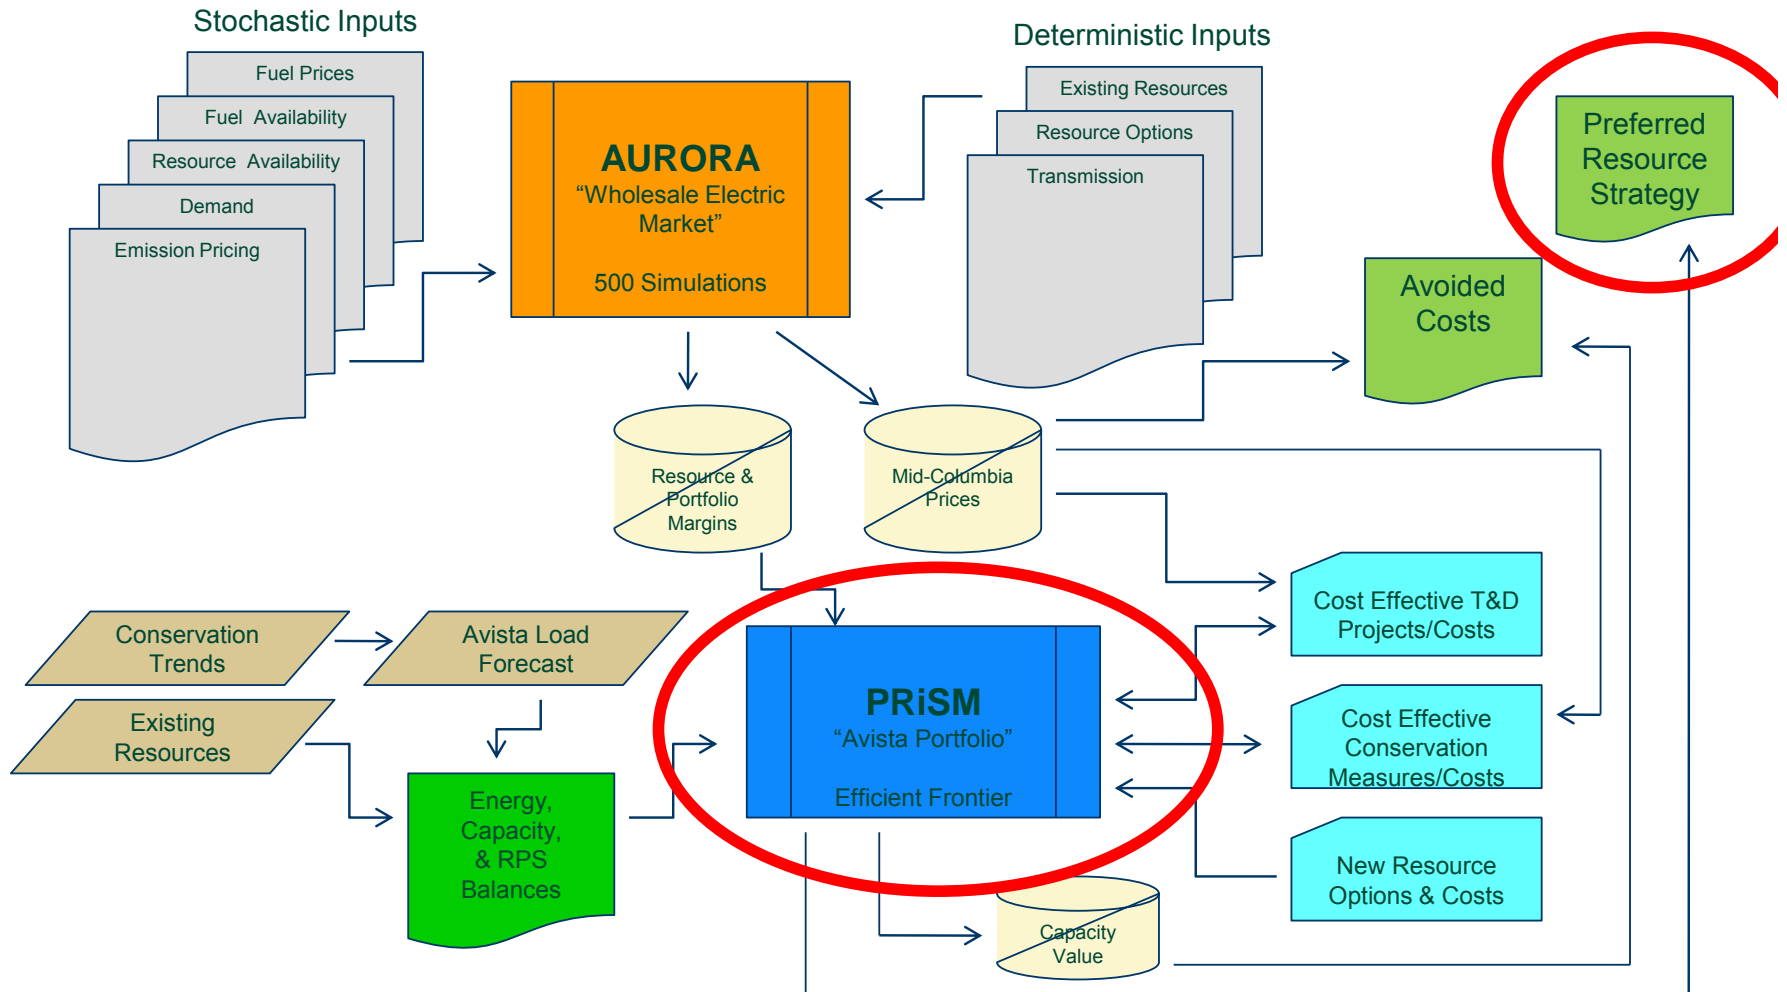 Stochastic Inputs
Fuel Prices
Fuel Availability
Resource Availability
Demand
Emission Pricing
AURORA
“Wholesale Electric
Market”
500 Simulations
Deterministic Inputs
Existing Resources
Resource Options
Transmission
Preferred
Resource
Strategy
Avoided
Costs
Resource &
Portfolio
Margins
Mid-Columbia
Prices
Conservation
Trends
Avista Load
Forecast
Existing
Resources
Energy,
Capacity,
& RPS
Balances
PRiSM
“Avista Portfolio”
Efficient Frontier
Cost Effective T&D
Projects/Costs
Cost Effective
Conservation
Measures/Costs
New Resource
Options & Costs
Capacity
Value